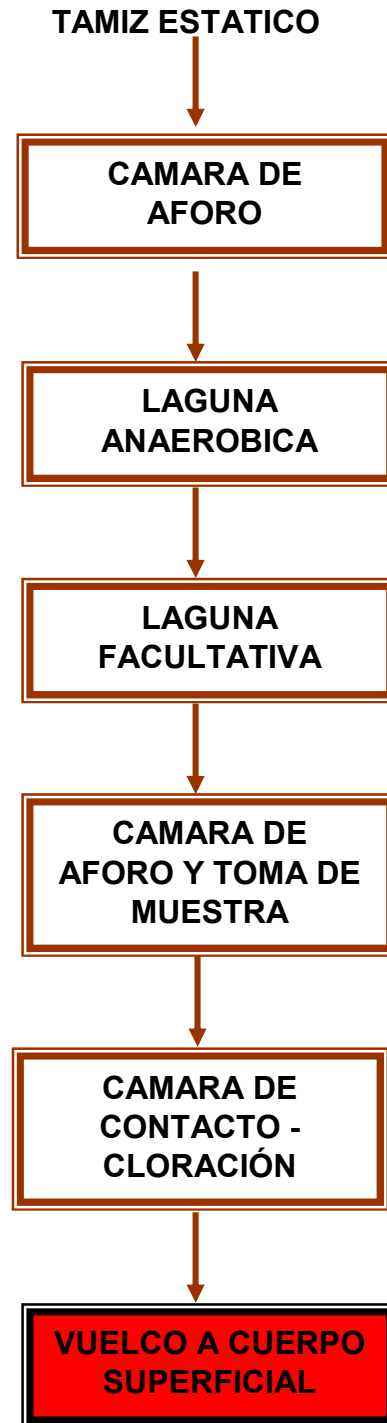 TAMIZ ESTATICO
CAMARA DE
AFORO
LAGUNA
ANAEROBICA
LAGUNA
FACULTATIVA
CAMARA DE
AFORO Y TOMA DE
MUESTRA
CAMARA DE
CONTACTO -
CLORACIÓN
VUELCO A CUERPO
SUPERFICIAL